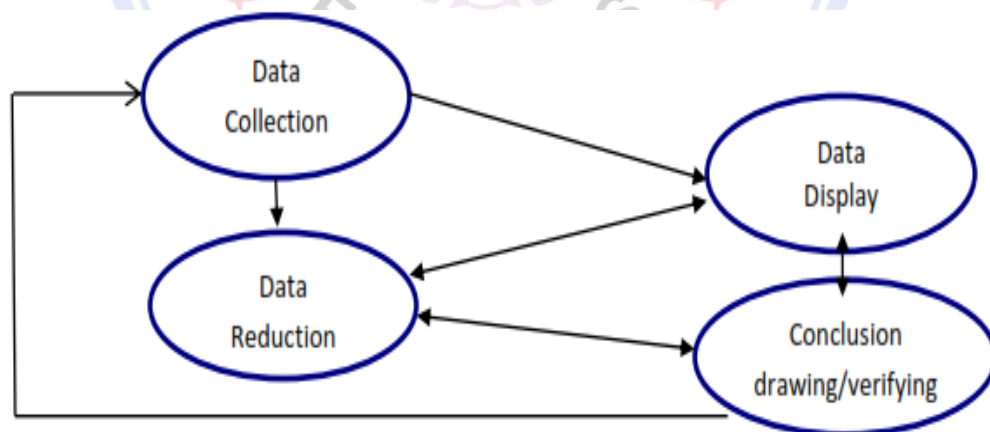 Data
Collection
Data
Display
Data
Reduction
Conclusion
drawing/verifying